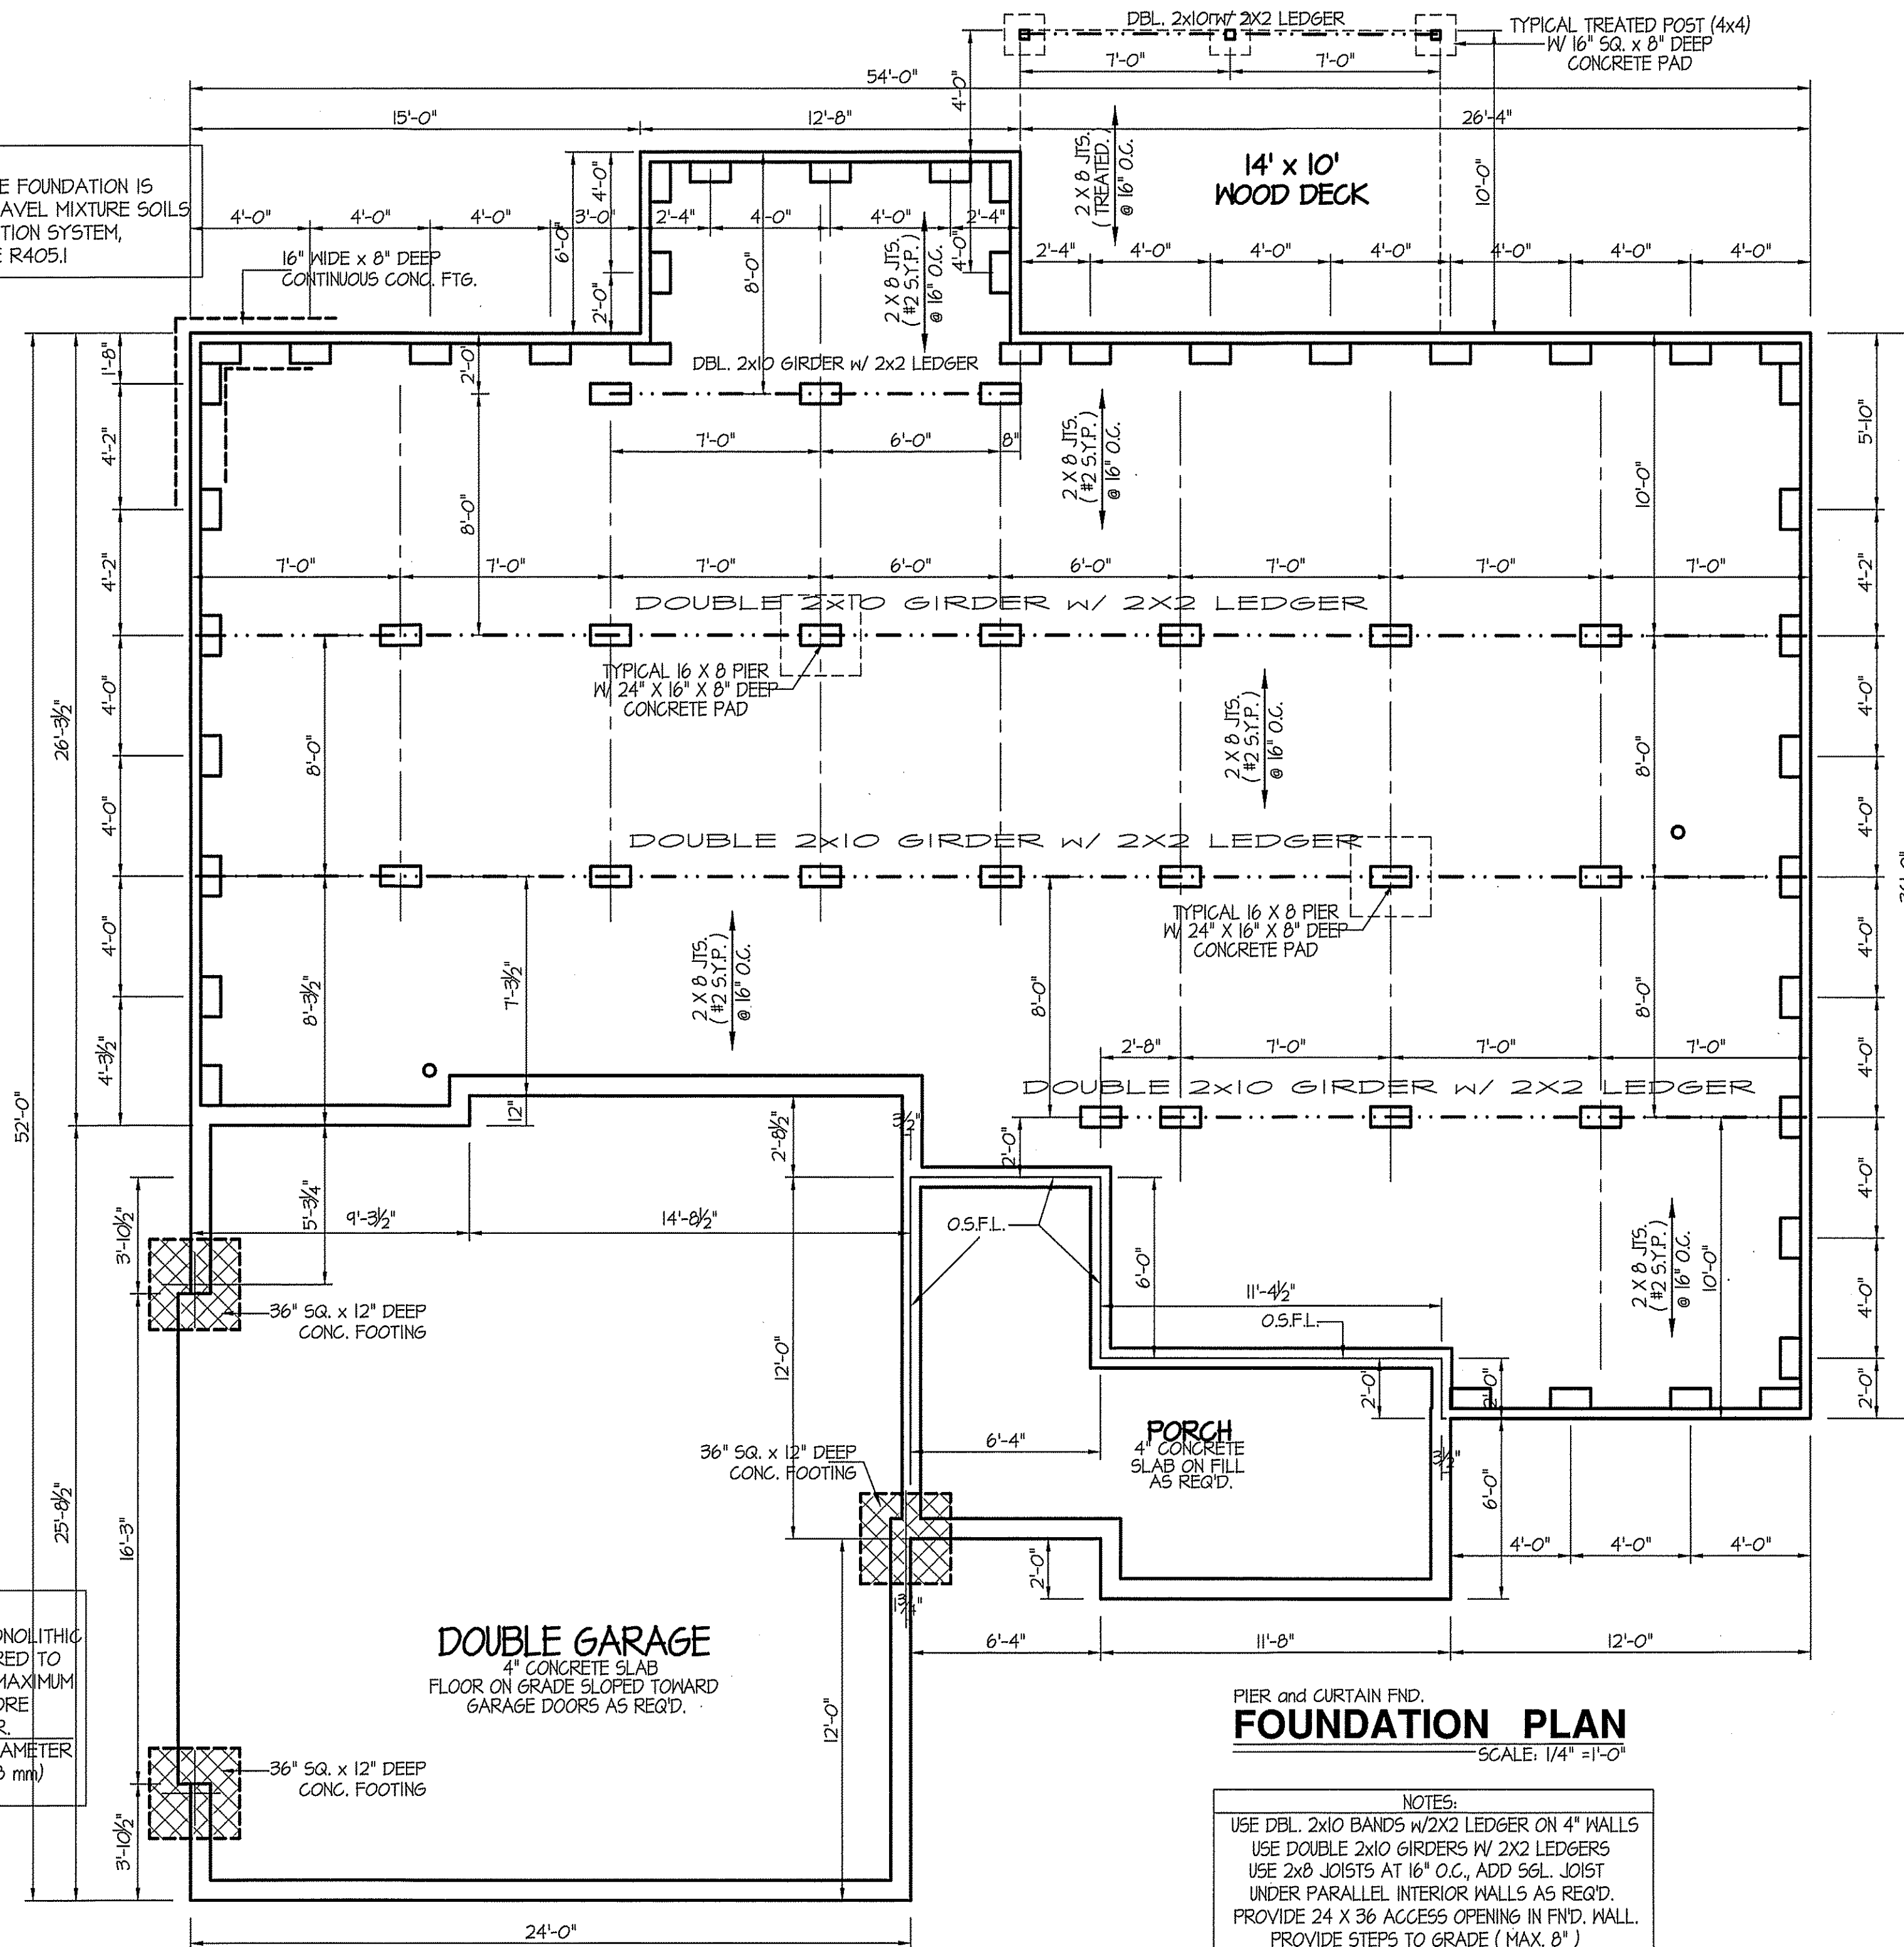 DBL. 2x10 w/ 2X2 LEDGER
TYPICAL TREATED POST (4x4)
W/ 16" SQ. x 8" DEEP
CONCRETE PAD
7'-0"
7'-0"
54'-0"
4'-0"
15'-0"
12'-8"
26'-4"
E FOUNDATION IS
AVEL MIXTURE SOILS
TION SYSTEM,
E R405.1
14' x 10'
WOOD DECK
2 X 8 JTS.
( TREATED. )
@ 16" O.C.
10'-0"
4'-0"
4'-0"
4'-0"
3'-0"
6'-0"
4'-0"
2'-0"
2'-4"
4'-0"
4'-0"
2'-4"
8'-0"
4'-0"
2 X 8 JTS.
( #2 S.Y.P. )
@ 16" O.C.
2'-4"
4'-0"
4'-0"
4'-0"
4'-0"
4'-0"
4'-0"
16" WIDE x 8" DEEP
CONTINUOUS CONC. FTG.
DBL. 2x10 GIRDER w/ 2x2 LEDGER
1'-8"
2'-0"
7'-0"
6'-0"
8"
2 X 8 JTS.
( #2 S.Y.P. )
@ 16" O.C.
5'-10"
4'-2"
8'-0"
10'-0"
4'-2"
4'-2"
7'-0"
7'-0"
7'-0"
6'-0"
6'-0"
7'-0"
7'-0"
7'-0"
DOUBLE 2x10 GIRDER w/ 2X2 LEDGER
TYPICAL 16 X 8 PIER
W/ 24" X 16" X 8" DEEP
CONCRETE PAD
26'-3½"
4'-0"
8'-0"
2 X 8 JTS.
( #2 S.Y.P. )
@ 16" O.C.
8'-0"
4'-0"
4'-0"
4'-0"
DOUBLE 2x10 GIRDER w/ 2X2 LEDGER
TYPICAL 16 X 8 PIER
W/ 24" X 16" X 8" DEEP
CONCRETE PAD
4'-0"
8'-3½"
7'-3½"
2 X 8 JTS.
( #2 S.Y.P. )
@ 16" O.C.
8'-0"
8'-0"
4'-0"
4'-3½"
4'-0"
2'-8"
7'-0"
7'-0"
7'-0"
DOUBLE 2x10 GIRDER w/ 2X2 LEDGER
52'-0"
12"
2'-8½"
3½"
2'-0"
4'-0"
5'-3¾"
9'-3½"
14'-8½"
3'-10½"
O.S.F.L.
6'-0"
11'-4½"
O.S.F.L.
2 X 8 JTS.
( #2 S.Y.P. )
@ 16" O.C.
10'-0"
4'-0"
36" SQ. x 12" DEEP
CONC. FOOTING
12'-0"
2'-0"
2'-0"
2'-0"
PORCH
4" CONCRETE
SLAB ON FILL
AS REQ'D.
6'-4"
3½"
36" SQ. x 12" DEEP
CONC. FOOTING
25'-8½"
16'-3"
6'-0"
4'-0"
4'-0"
4'-0"
2'-0"
1¾"
ONOLITHIC
RED TO
MAXIMUM
ORE
R.
AMETER
8 mm)
DOUBLE GARAGE
4" CONCRETE SLAB
FLOOR ON GRADE SLOPED TOWARD
GARAGE DOORS AS REQ'D.
6'-4"
11'-8"
12'-0"
12'-0"
PIER and CURTAIN FND.
FOUNDATION PLAN
SCALE: 1/4" =1'-0"
36" SQ. x 12" DEEP
CONC. FOOTING
3'-10½"
24'-0"
NOTES:
USE DBL. 2x10 BANDS w/2X2 LEDGER ON 4" WALLS
USE DOUBLE 2x10 GIRDERS W/ 2X2 LEDGERS
USE 2x8 JOISTS AT 16" O.C., ADD SGL. JOIST
UNDER PARALLEL INTERIOR WALLS AS REQ'D.
PROVIDE 24 X 36 ACCESS OPENING IN FN'D. WALL.
PROVIDE STEPS TO GRADE ( MAX. 8" )